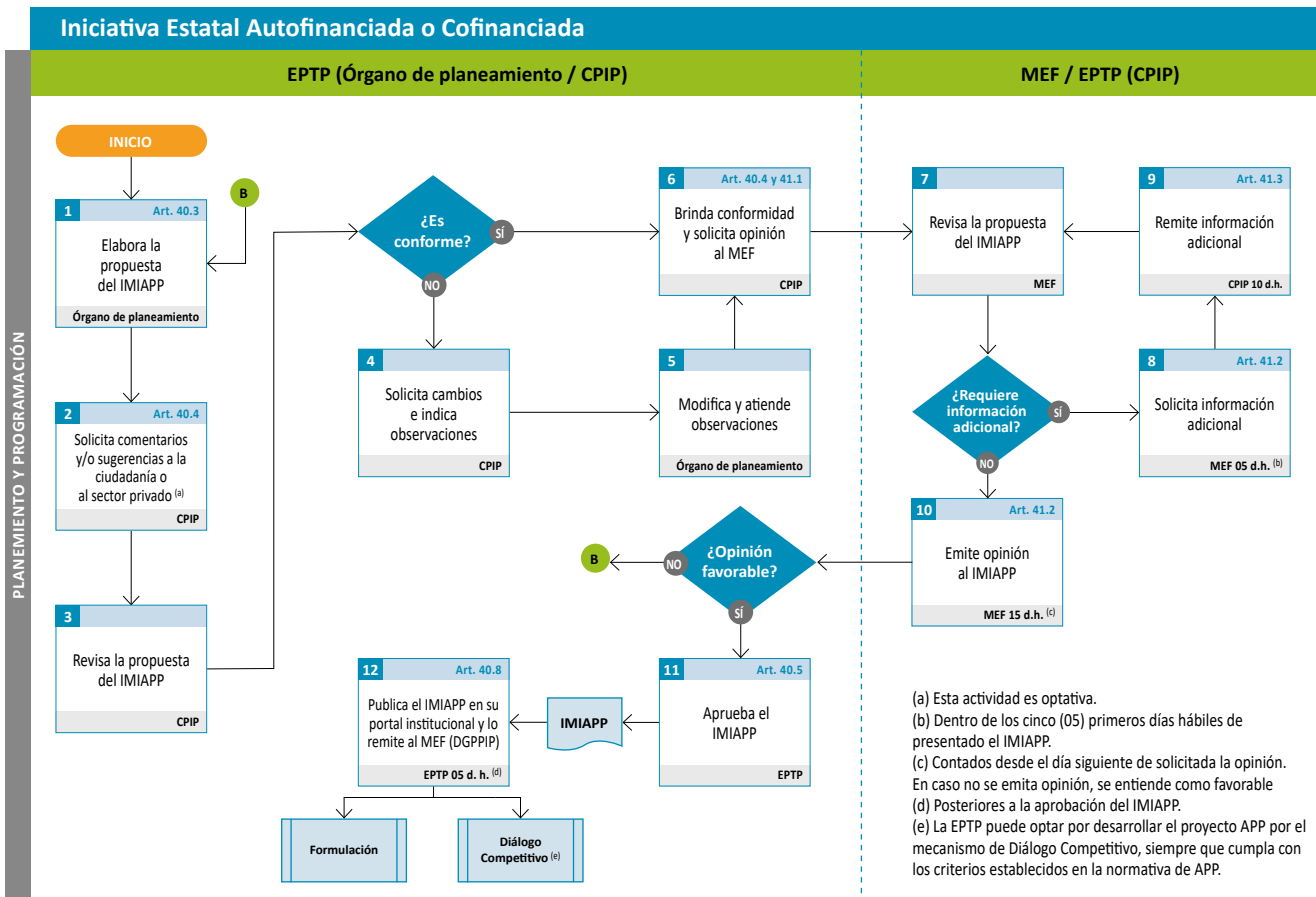 Iniciativa Estatal Autofinanciada o Cofinanciada
PLANEMIENTO Y PROGRAMACIÓN
EPTP (Órgano de planeamiento / CPIP)
MEF / EPTP (CPIP)
INICIO
B
1
Art. 40.3
Elabora la
propuesta
del IMIAPP
Órgano de planeamiento
2
Art. 40.4
Solicita comentarios
y/o sugerencias a la
ciudadanía o
al sector privado (a)
CPIP
3
Revisa la propuesta
del IMIAPP
CPIP
¿Es
conforme?
SÍ
NO
4
Solicita cambios
e indica
observaciones
CPIP
5
Modifica y atiende
observaciones
Órgano de planeamiento
6
Art. 40.4 y 41.1
Brinda conformidad
y solicita opinión
al MEF
CPIP
7
Revisa la propuesta
del IMIAPP
MEF
¿Requiere
información
adicional?
SÍ
NO
8
Art. 41.2
Solicita información
adicional
MEF 05 d.h. (b)
9
Art. 41.3
Remite información
adicional
CPIP 10 d.h.
10
Art. 41.2
Emite opinión
al IMIAPP
MEF 15 d.h. (c)
¿Opinión
favorable?
NO
B
SÍ
11
Art. 40.5
Aprueba el
IMIAPP
EPTP
IMIAPP
12
Art. 40.8
Publica el IMIAPP en su
portal institucional y lo
remite al MEF (DGPPIP)
EPTP 05 d. h. (d)
Formulación
Diálogo
Competitivo (e)
(a) Esta actividad es optativa.
(b) Dentro de los cinco (05) primeros días hábiles de
presentado el IMIAPP.
(c) Contados desde el día siguiente de solicitada la opinión.
En caso no se emita opinión, se entiende como favorable
(d) Posteriores a la aprobación del IMIAPP.
(e) La EPTP puede optar por desarrollar el proyecto APP por el
mecanismo de Diálogo Competitivo, siempre que cumpla con
los criterios establecidos en la normativa de APP.